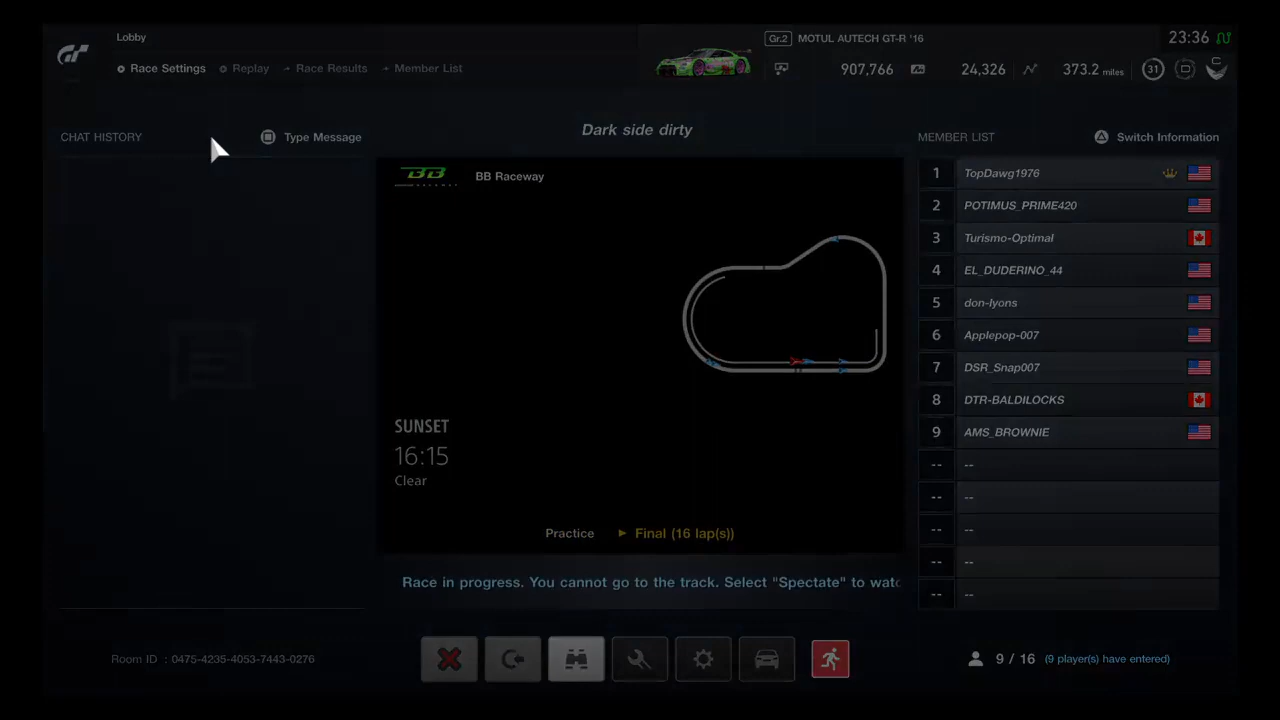 Lobby
Race Settings
Replay
Race Results
Member List
Gr.2 MOTUL AUTECH GT-R '16
907,766
24,326
373.2 miles
31
D
C
23:36
CHAT HISTORY
Type Message
Dark side dirty
MEMBER LIST
Switch Information
BB RACEWAY
BB Raceway
1 TopDawg1976
2 POTIMUS_PRIME420
3 Turismo-Optimal
4 EL_DUDERINO_44
5 don-lyons
6 Applepop-007
7 DSR_Snap007
8 DTR-BALDILOCKS
9 AMS_BROWNIE
-- --
-- --
-- --
-- --
-- --
SUNSET
16:15
Clear
Practice
Final (16 lap(s))
Race in progress. You cannot go to the track. Select "Spectate" to watc
Room ID : 0475-4235-4053-7443-0276
9 / 16 (9 player(s) have entered)